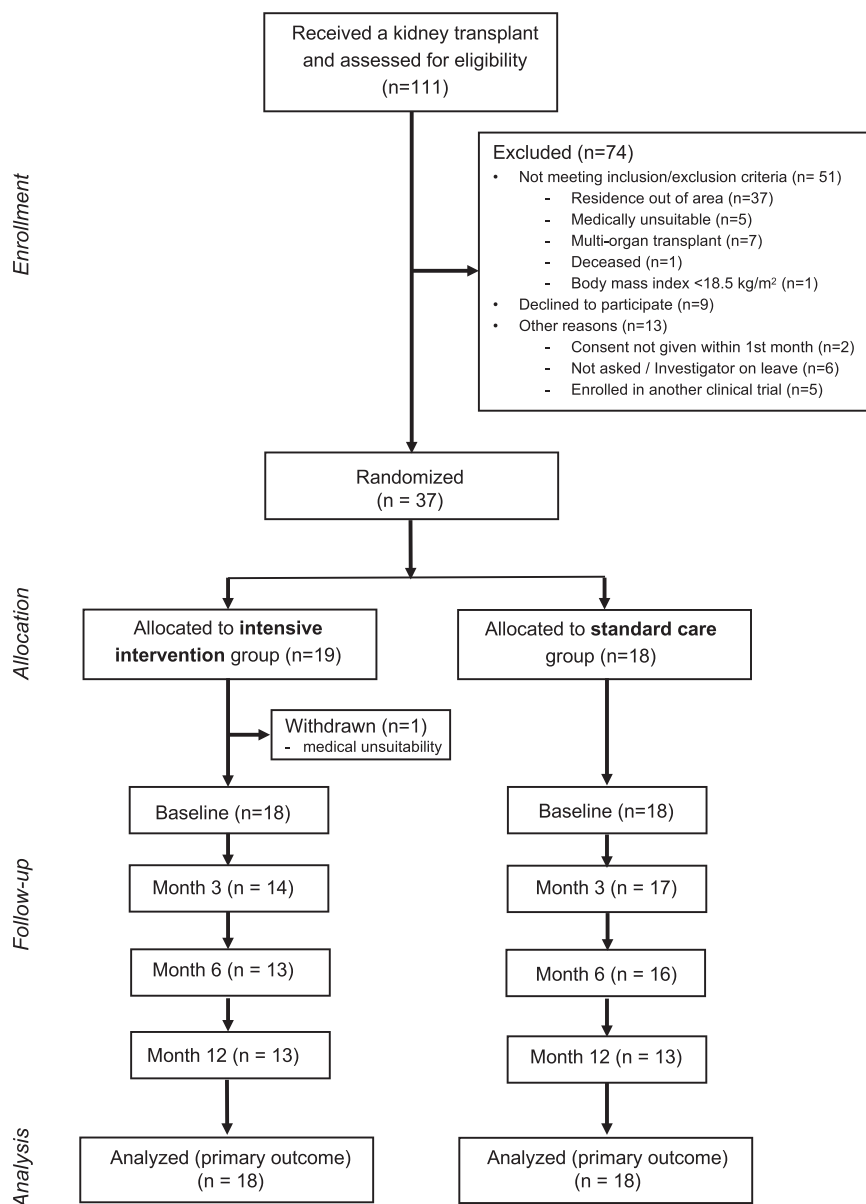 Received a kidney transplant
and assessed for eligibility
(n=111)
Enrollment
Excluded (n=74)
• Not meeting inclusion/exclusion criteria (n= 51)
- Residence out of area (n=37)
- Medically unsuitable (n=5)
- Multi-organ transplant (n=7)
- Deceased (n=1)
- Body mass index <18.5 kg/m² (n=1)
• Declined to participate (n=9)
• Other reasons (n=13)
- Consent not given within 1st month (n=2)
- Not asked / Investigator on leave (n=6)
- Enrolled in another clinical trial (n=5)
Randomized
(n = 37)
Allocation
Allocated to intensive
intervention group (n=19)
Allocated to standard care
group (n=18)
Withdrawn (n=1)
- medical unsuitability
Follow-up
Baseline (n=18)
Month 3 (n = 14)
Month 6 (n = 13)
Month 12 (n = 13)
Baseline (n=18)
Month 3 (n = 17)
Month 6 (n = 16)
Month 12 (n = 13)
Analysis
Analyzed (primary outcome)
n = 18)
Analyzed (primary outcome)
n = 18)